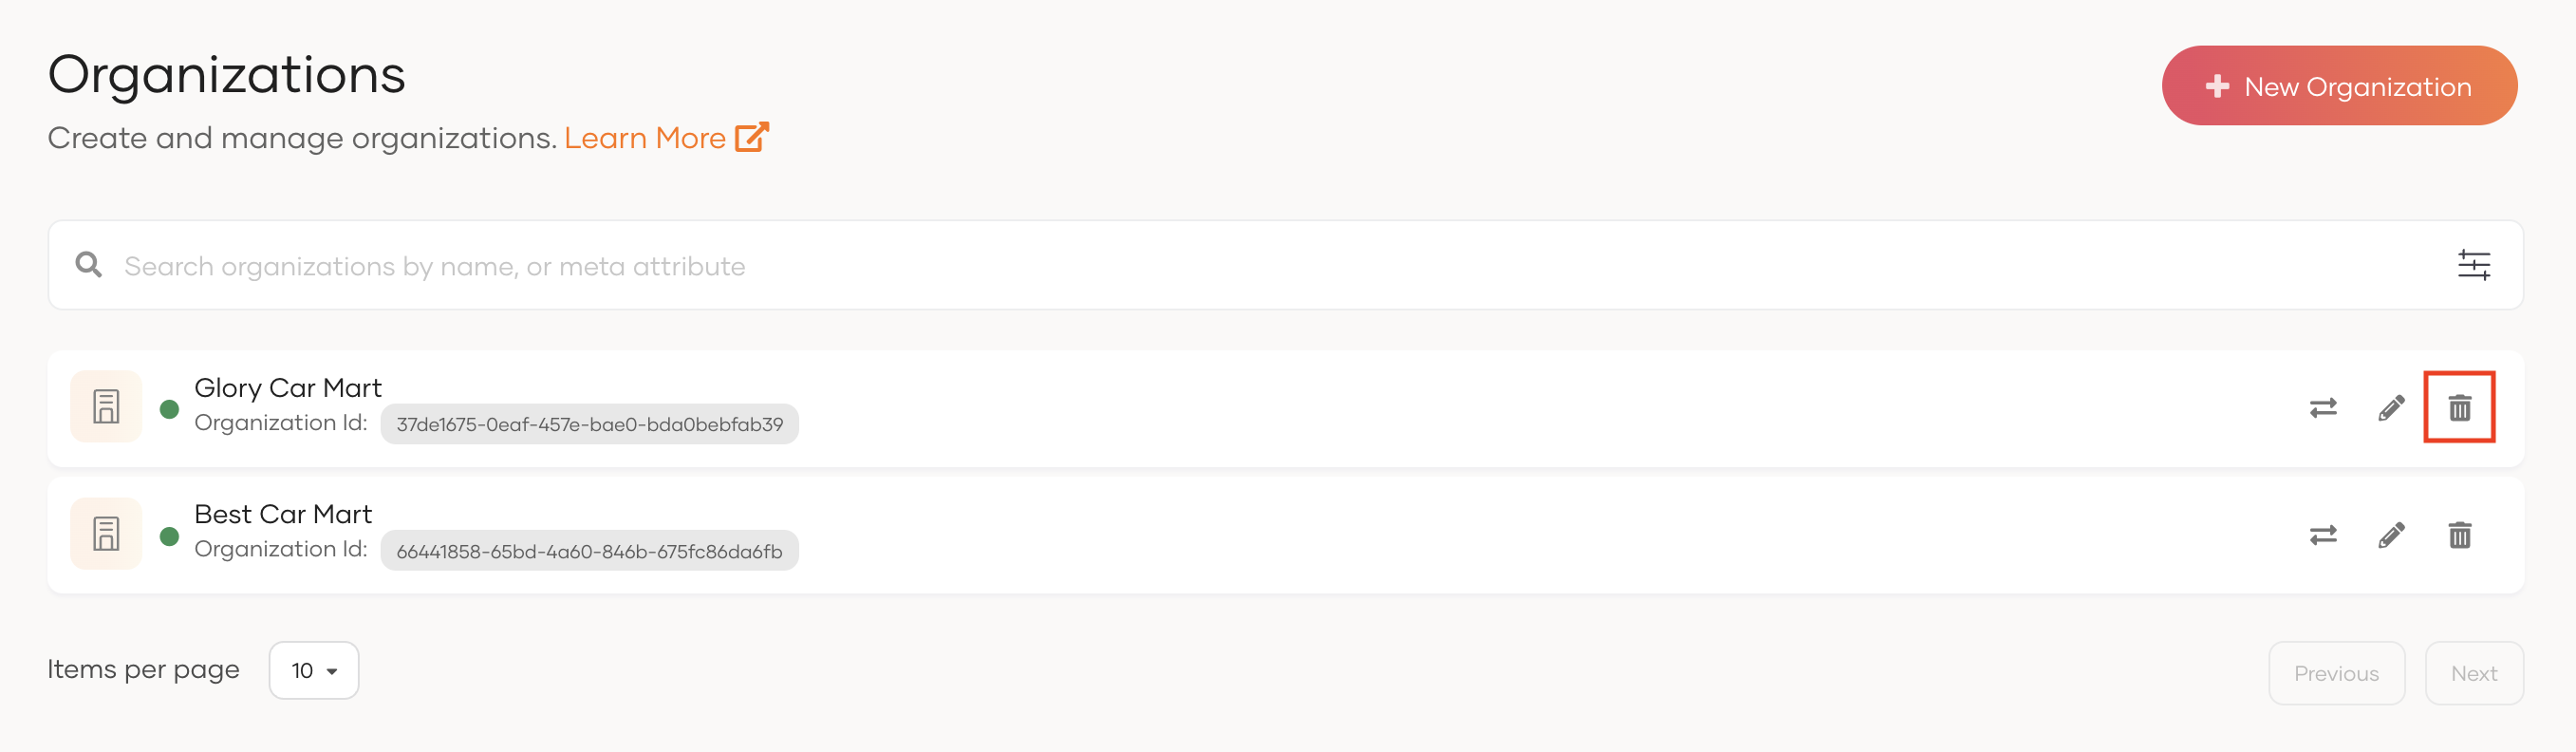 Organizations
New Organization
Create and manage organizations. Learn More
Search organizations by name, or meta attribute
Glory Car Mart
Organization Id: 37de1675-0eaf-457e-bae0-bda0bebfab39
Best Car Mart
Organization Id: 66441858-65bd-4a60-846b-675fc86da6fb
Items per page 10
Previous Next